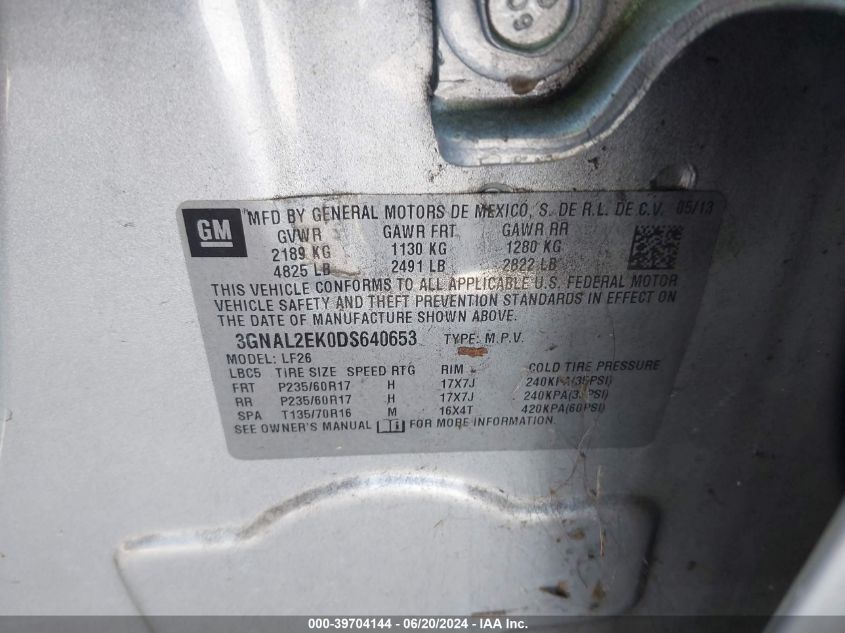 GM MFD BY GENERAL MOTORS DE MEXICO, S. DE R.L. DE C.V. 05/13
GVWR GAWR FRT GAWR RR
2189 KG 1130 KG 1280 KG
4825 LB 2491 LB 2822 LB
THIS VEHICLE CONFORMS TO ALL APPLICABLE U.S. FEDERAL MOTOR
VEHICLE SAFETY AND THEFT PREVENTION STANDARDS IN EFFECT ON
THE DATE OF MANUFACTURE SHOWN ABOVE.
3GNAL2EK0DS640653 TYPE: M.P.V.
MODEL: LF26
LBC5 TIRE SIZE SPEED RTG RIM COLD TIRE PRESSURE
FRT P235/60R17 H 17X7J 240KPA(35PSI)
RR P235/60R17 H 17X7J 240KPA(35PSI)
SPA T135/70R16 M 16X4T 420KPA(60PSI)
SEE OWNER'S MANUAL FOR MORE INFORMATION.
000-39704144 - 06/20/2024 - IAA Inc.